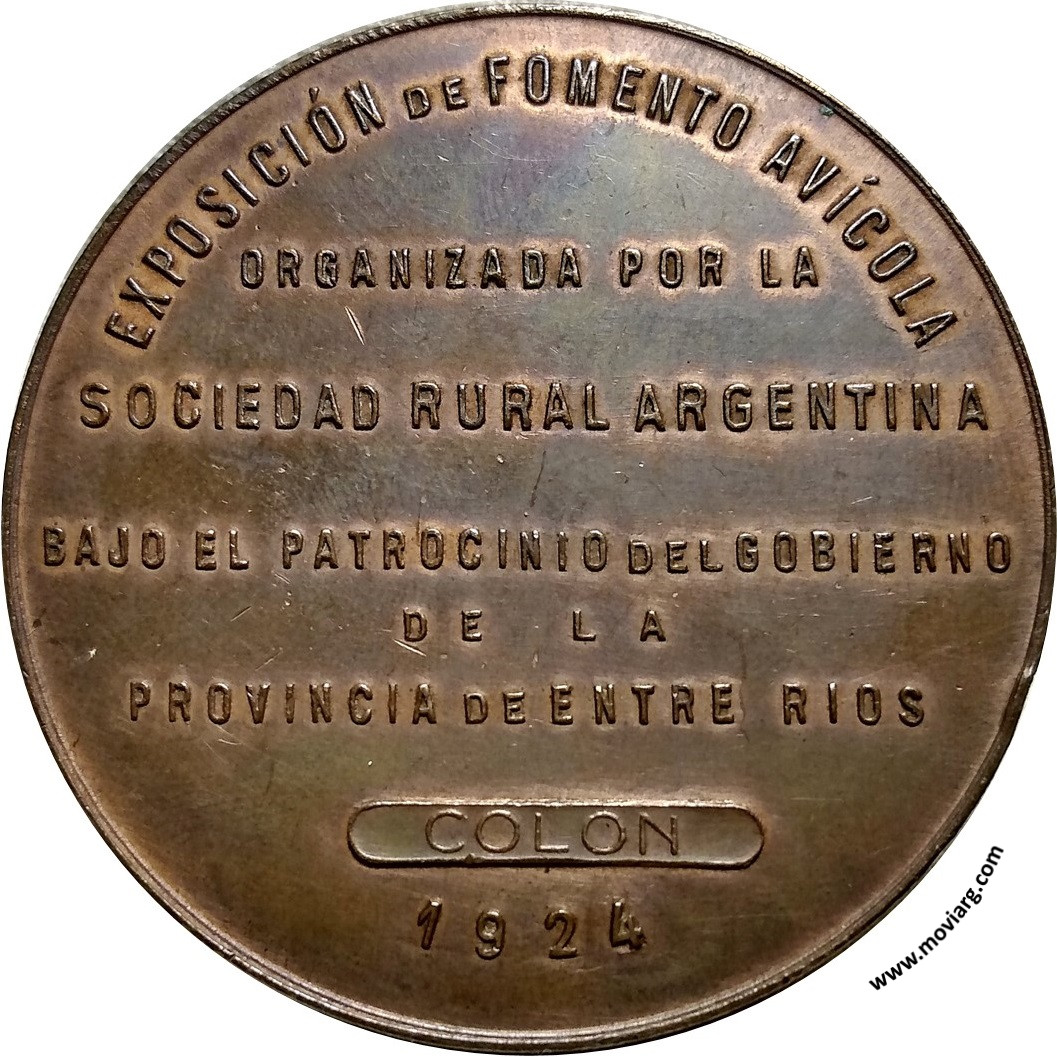 EXPOSICIÓN DE FOMENTO AVÍCOLA
ORGANIZADA POR LA
SOCIEDAD RURAL ARGENTINA
BAJO EL PATROCINIO DEL GOBIERNO
DE LA
PROVINCIA DE ENTRE RIOS
COLON
1924
www.moviarg.com